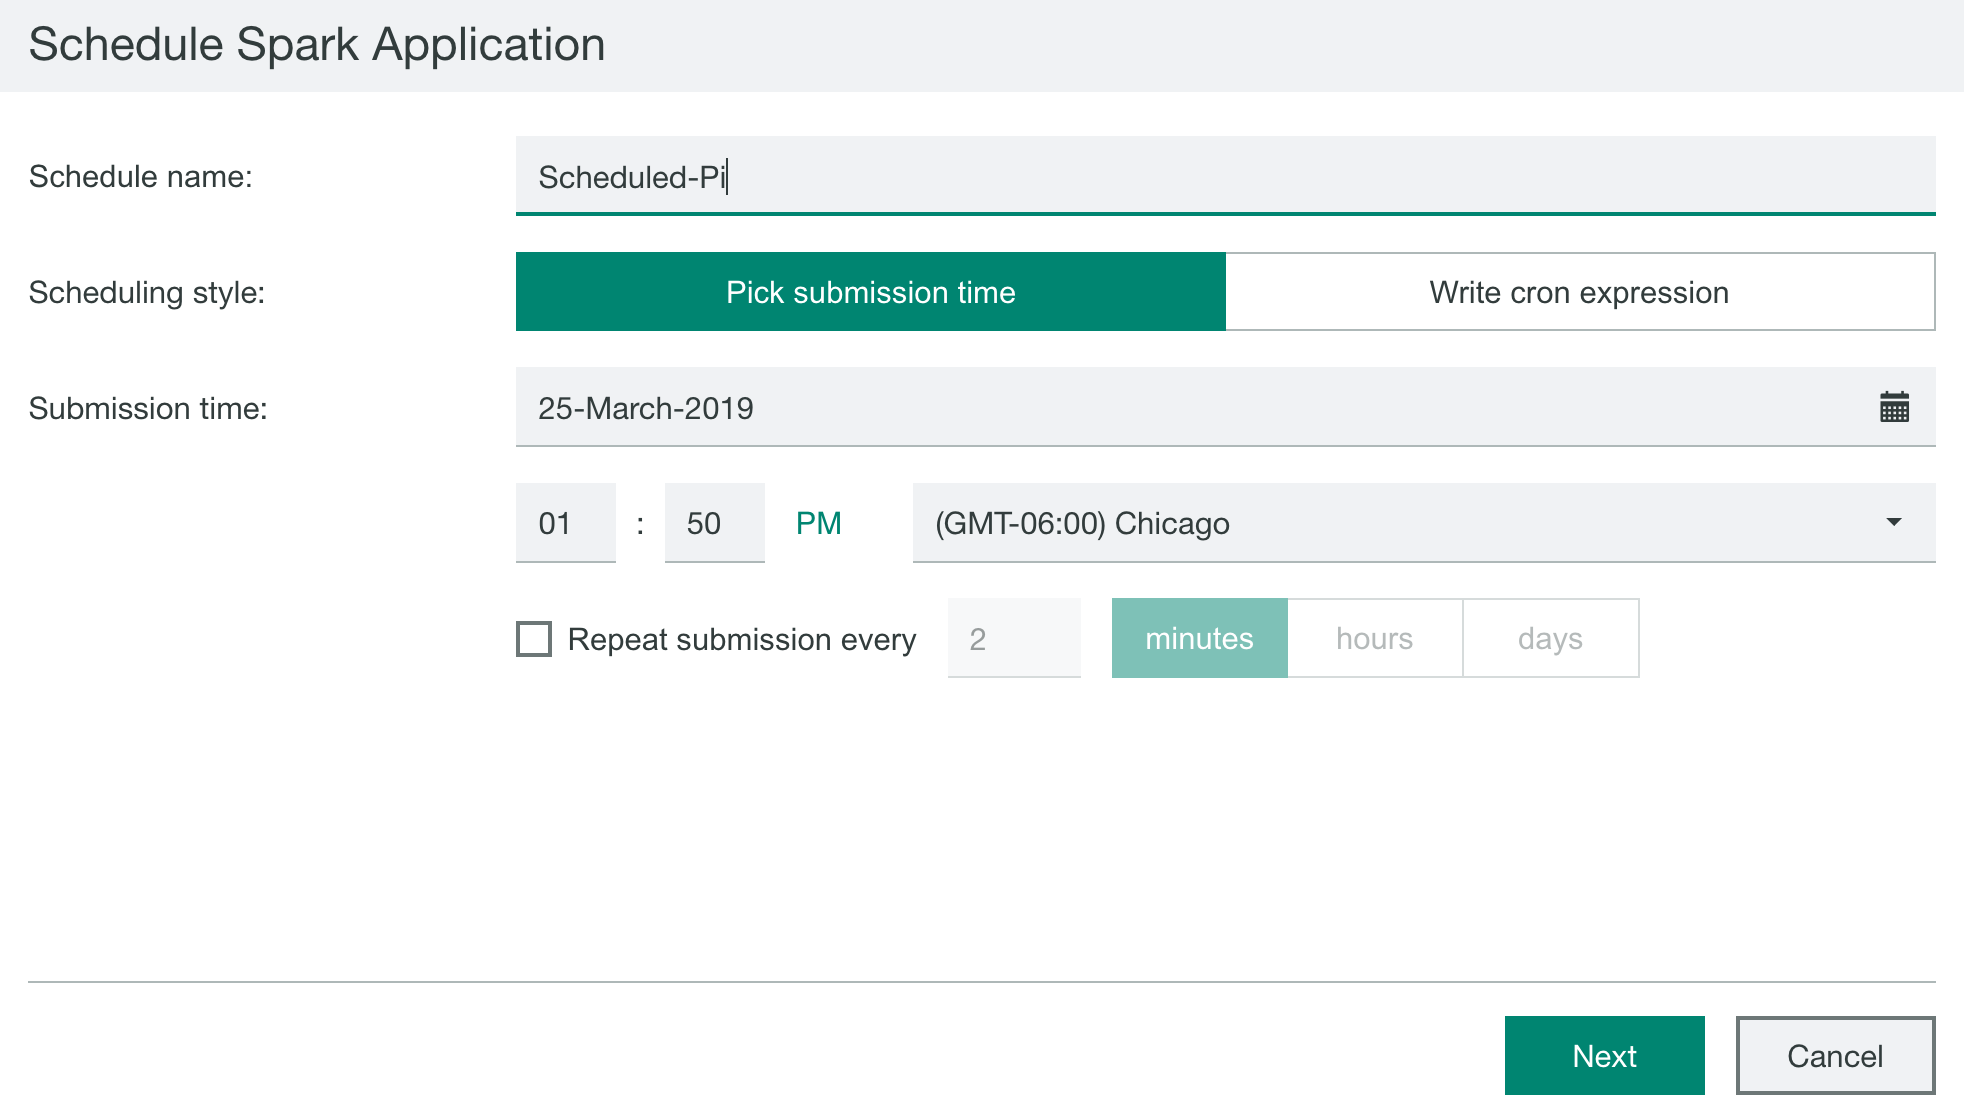 Schedule Spark Application
Schedule name:
Scheduled-Pi
Scheduling style:
Pick submission time
Write cron expression
Submission time:
25-March-2019
01 : 50 PM
(GMT-06:00) Chicago
Repeat submission every 2 minutes hours days
Next
Cancel